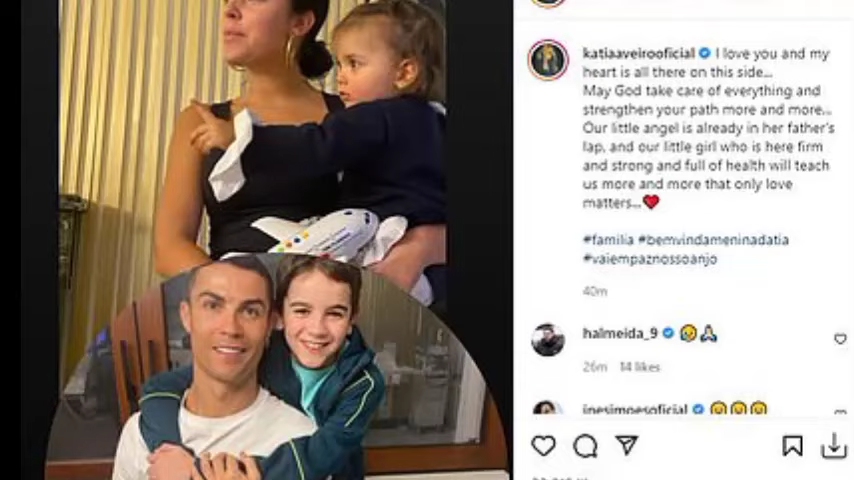 katiaaveirooficial I love you and my
heart is all there on this side...
May God take care of everything and
strengthen your path more and more...
Our little angel is already in her father's
lap, and our little girl who is here firm
and strong and full of health will teach
us more and more that only love
matters...❤️
#familia #bemvindameninadatia
#vaiempaznossoanjo
40m
halmeida_9 😢🙏
26m 14 likes
inesimoesoficial